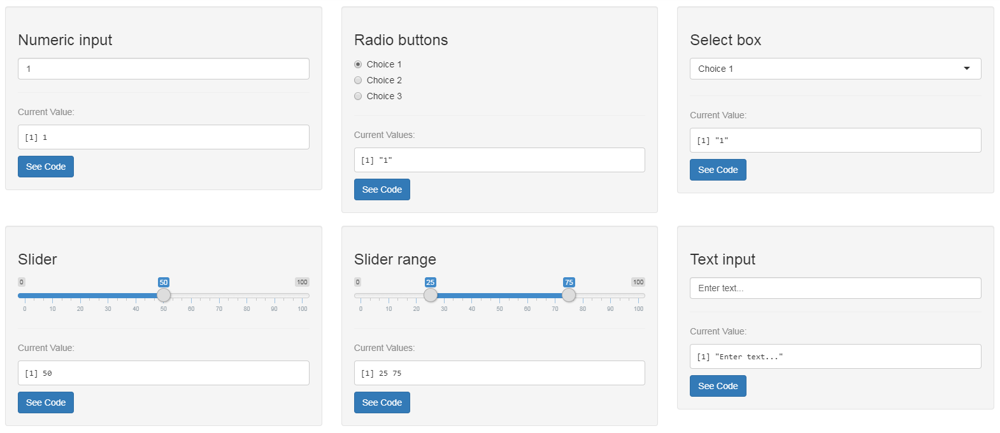 Numeric input
1
Current Value:
[1] 1
See Code
Radio buttons
Choice 1
Choice 2
Choice 3
Current Values:
[1] "1"
See Code
Select box
Choice 1
Current Value:
[1] "1"
See Code
Slider
0 50 100
0 10 20 30 40 50 60 70 80 90 100
Current Value:
[1] 50
See Code
Slider range
0 25 75 100
0 10 20 30 40 50 60 70 80 90 100
Current Values:
[1] 25 75
See Code
Text input
Enter text...
Current Value:
[1] "Enter text..."
See Code